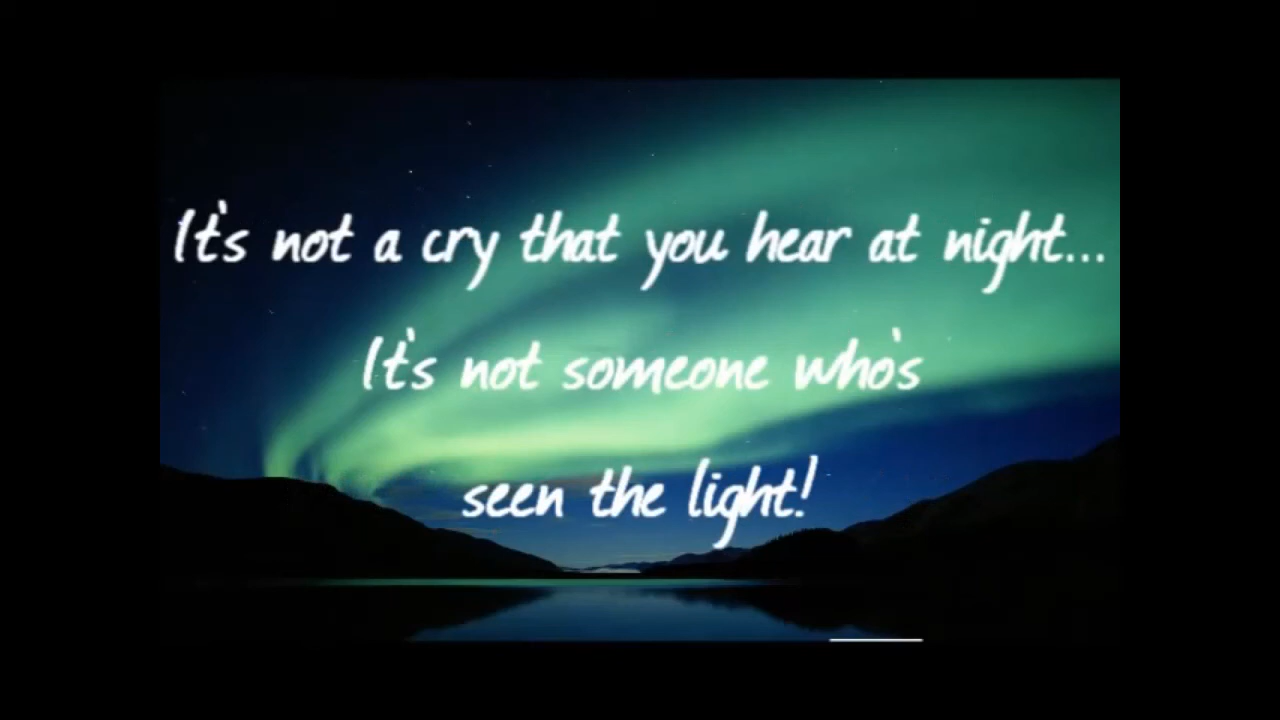 It's not a cry that you hear at night...
It's not someone who's
seen the light!